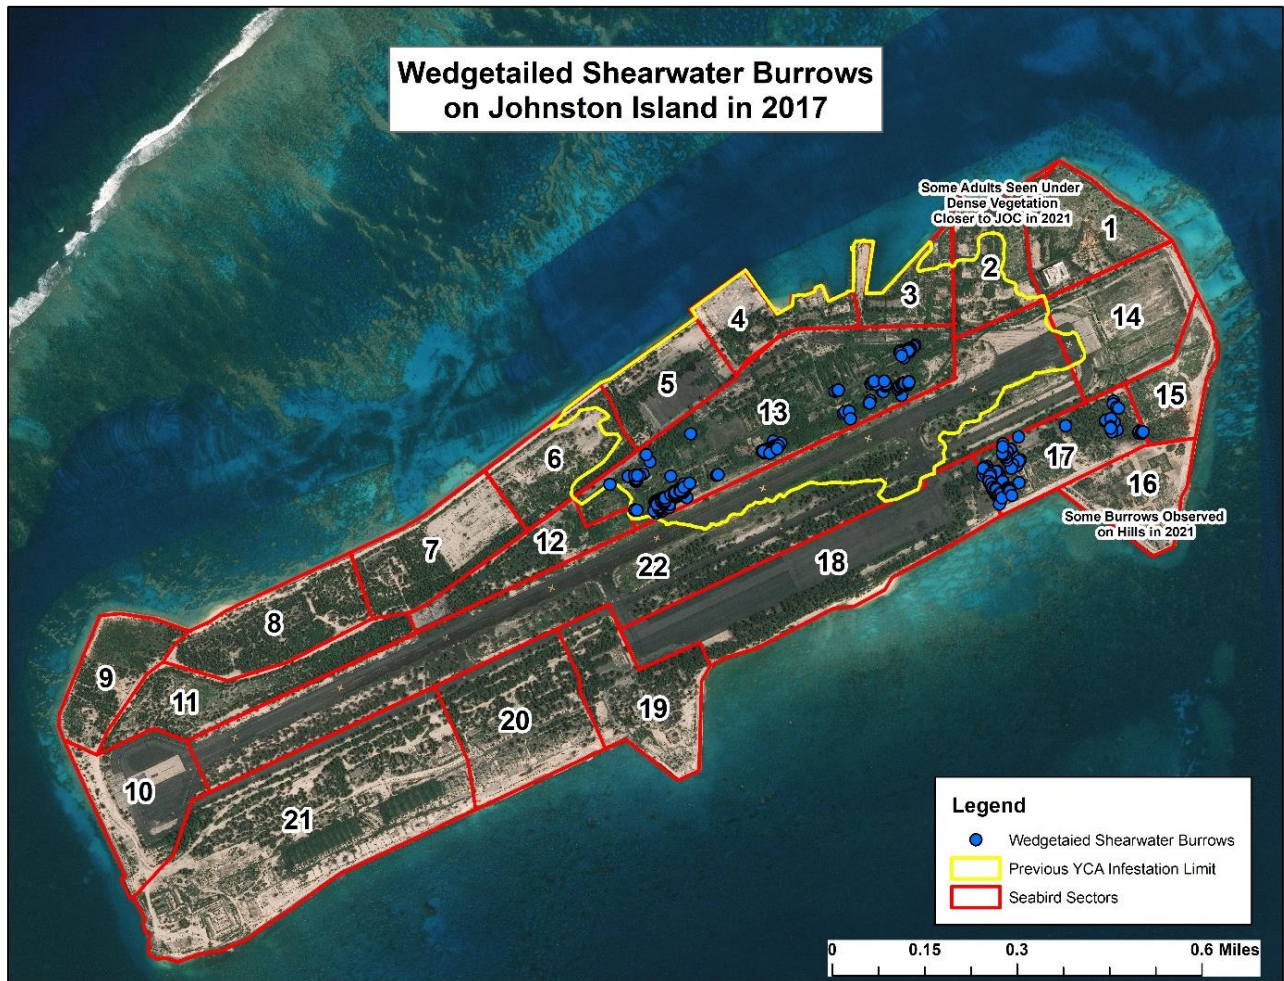 Wedgetailed Shearwater Burrows
on Johnston Island in 2017
Some Adults Seen Under
Dense Vegetation
Closer to JOC in 2021
1
2
3
4
14
5
13
15
6
17
16
Some Burrows Observed
on Hills in 2021
7
12
22
18
8
9
11
19
20
10
21
Legend
Wedgetaied Shearwater Burrows
Previous YCA Infestation Limit
Seabird Sectors
0 0.15 0.3 0.6 Miles